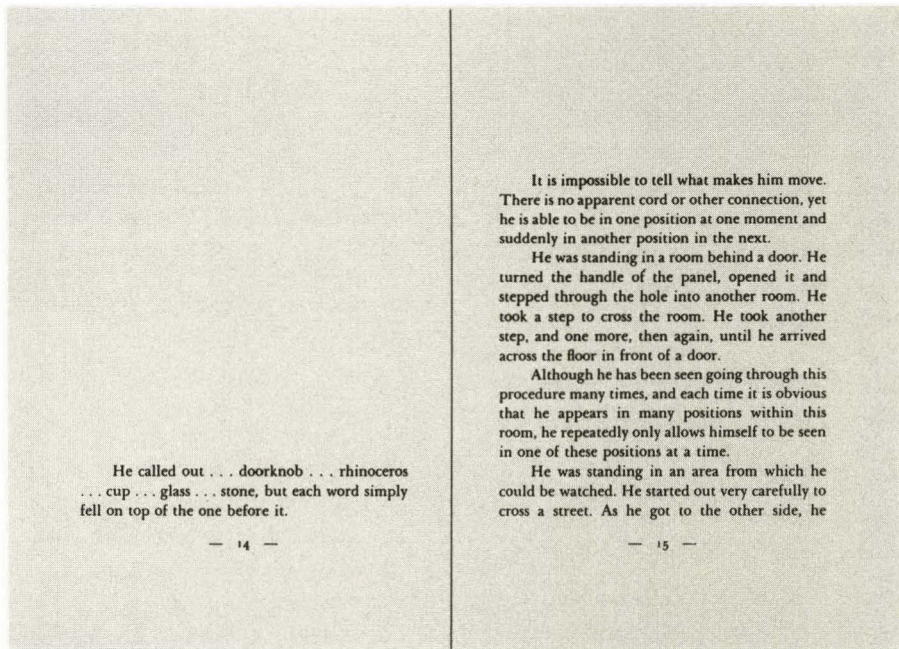 He called out . . . doorknob . . . rhinoceros
. . . cup . . . glass . . . stone, but each word simply
fell on top of the one before it.
— 14 —
It is impossible to tell what makes him move.
There is no apparent cord or other connection, yet
he is able to be in one position at one moment and
suddenly in another position in the next.
He was standing in a room behind a door. He
turned the handle of the panel, opened it and
stepped through the hole into another room. He
took a step to cross the room. He took another
step, and one more, then again, until he arrived
across the floor in front of a door.
Although he has been seen going through this
procedure many times, and each time it is obvious
that he appears in many positions within this
room, he repeatedly only allows himself to be seen
in one of these positions at a time.
He was standing in an area from which he
could be watched. He started out very carefully to
cross a street. As he got to the other side, he
— 15 —